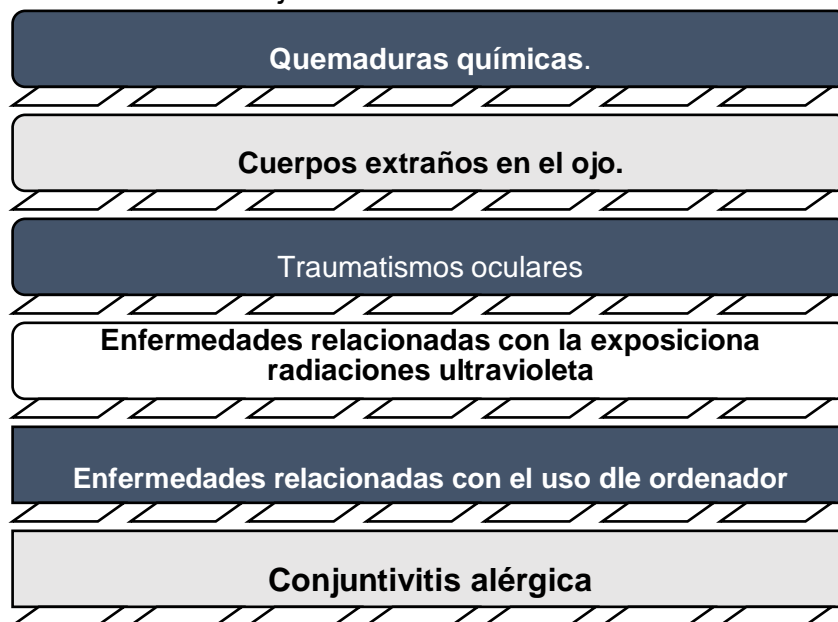 Quemaduras químicas.
Cuerpos extraños en el ojo.
Traumatismos oculares
Enfermedades relacionadas con la exposiciona
radiaciones ultravioleta
Enfermedades relacionadas con el uso dle ordenador
Conjuntivitis alérgica